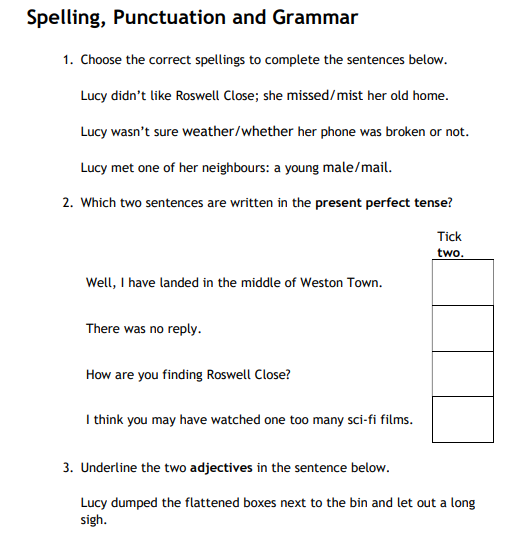 Spelling, Punctuation and Grammar
1. Choose the correct spellings to complete the sentences below.
Lucy didn't like Roswell Close; she missed/mist her old home.
Lucy wasn't sure weather/whether her phone was broken or not.
Lucy met one of her neighbours: a young male/mail.
2. Which two sentences are written in the present perfect tense?
Tick
two.
Well, I have landed in the middle of Weston Town.
There was no reply.
How are you finding Roswell Close?
I think you may have watched one too many sci-fi films.
3. Underline the two adjectives in the sentence below.
Lucy dumped the flattened boxes next to the bin and let out a long
sigh.